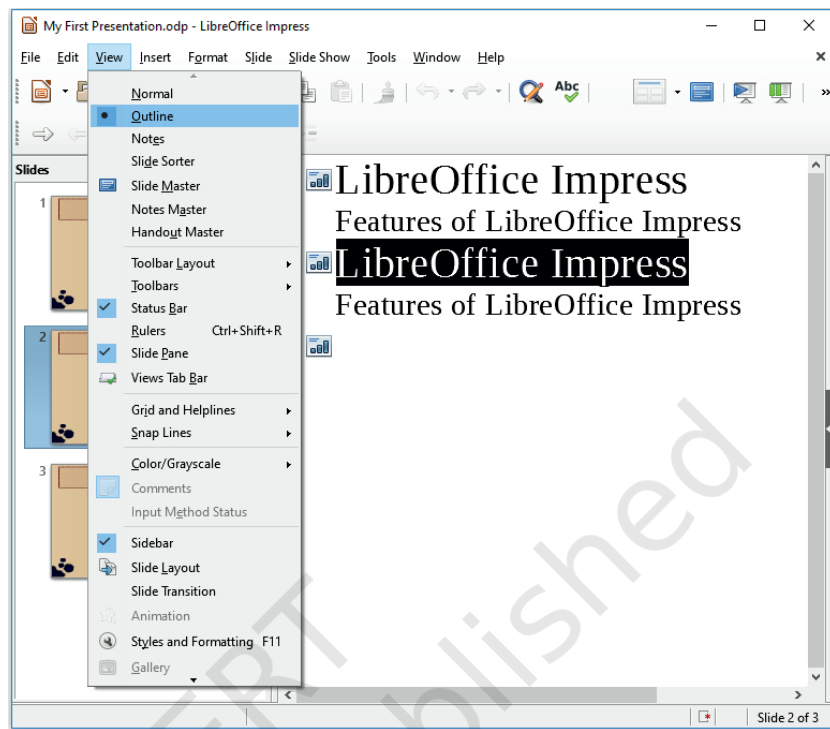 My First Presentation.odp - LibreOffice Impress
File Edit View Insert Format Slide Slide Show Tools Window Help
Abc
Normal
Outline
Notes
Slide Sorter
Slide Master
Notes Master
Handout Master
Toolbar Layout
Toolbars
Status Bar
Rulers Ctrl+Shift+R
Slide Pane
Views Tab Bar
Grid and Helplines
Snap Lines
Color/Grayscale
Comments
Input Method Status
Sidebar
Slide Layout
Slide Transition
Animation
Styles and Formatting F11
Gallery
Slides
1
2
3
LibreOffice Impress
Features of LibreOffice Impress
LibreOffice Impress
Features of LibreOffice Impress
Slide 2 of 3